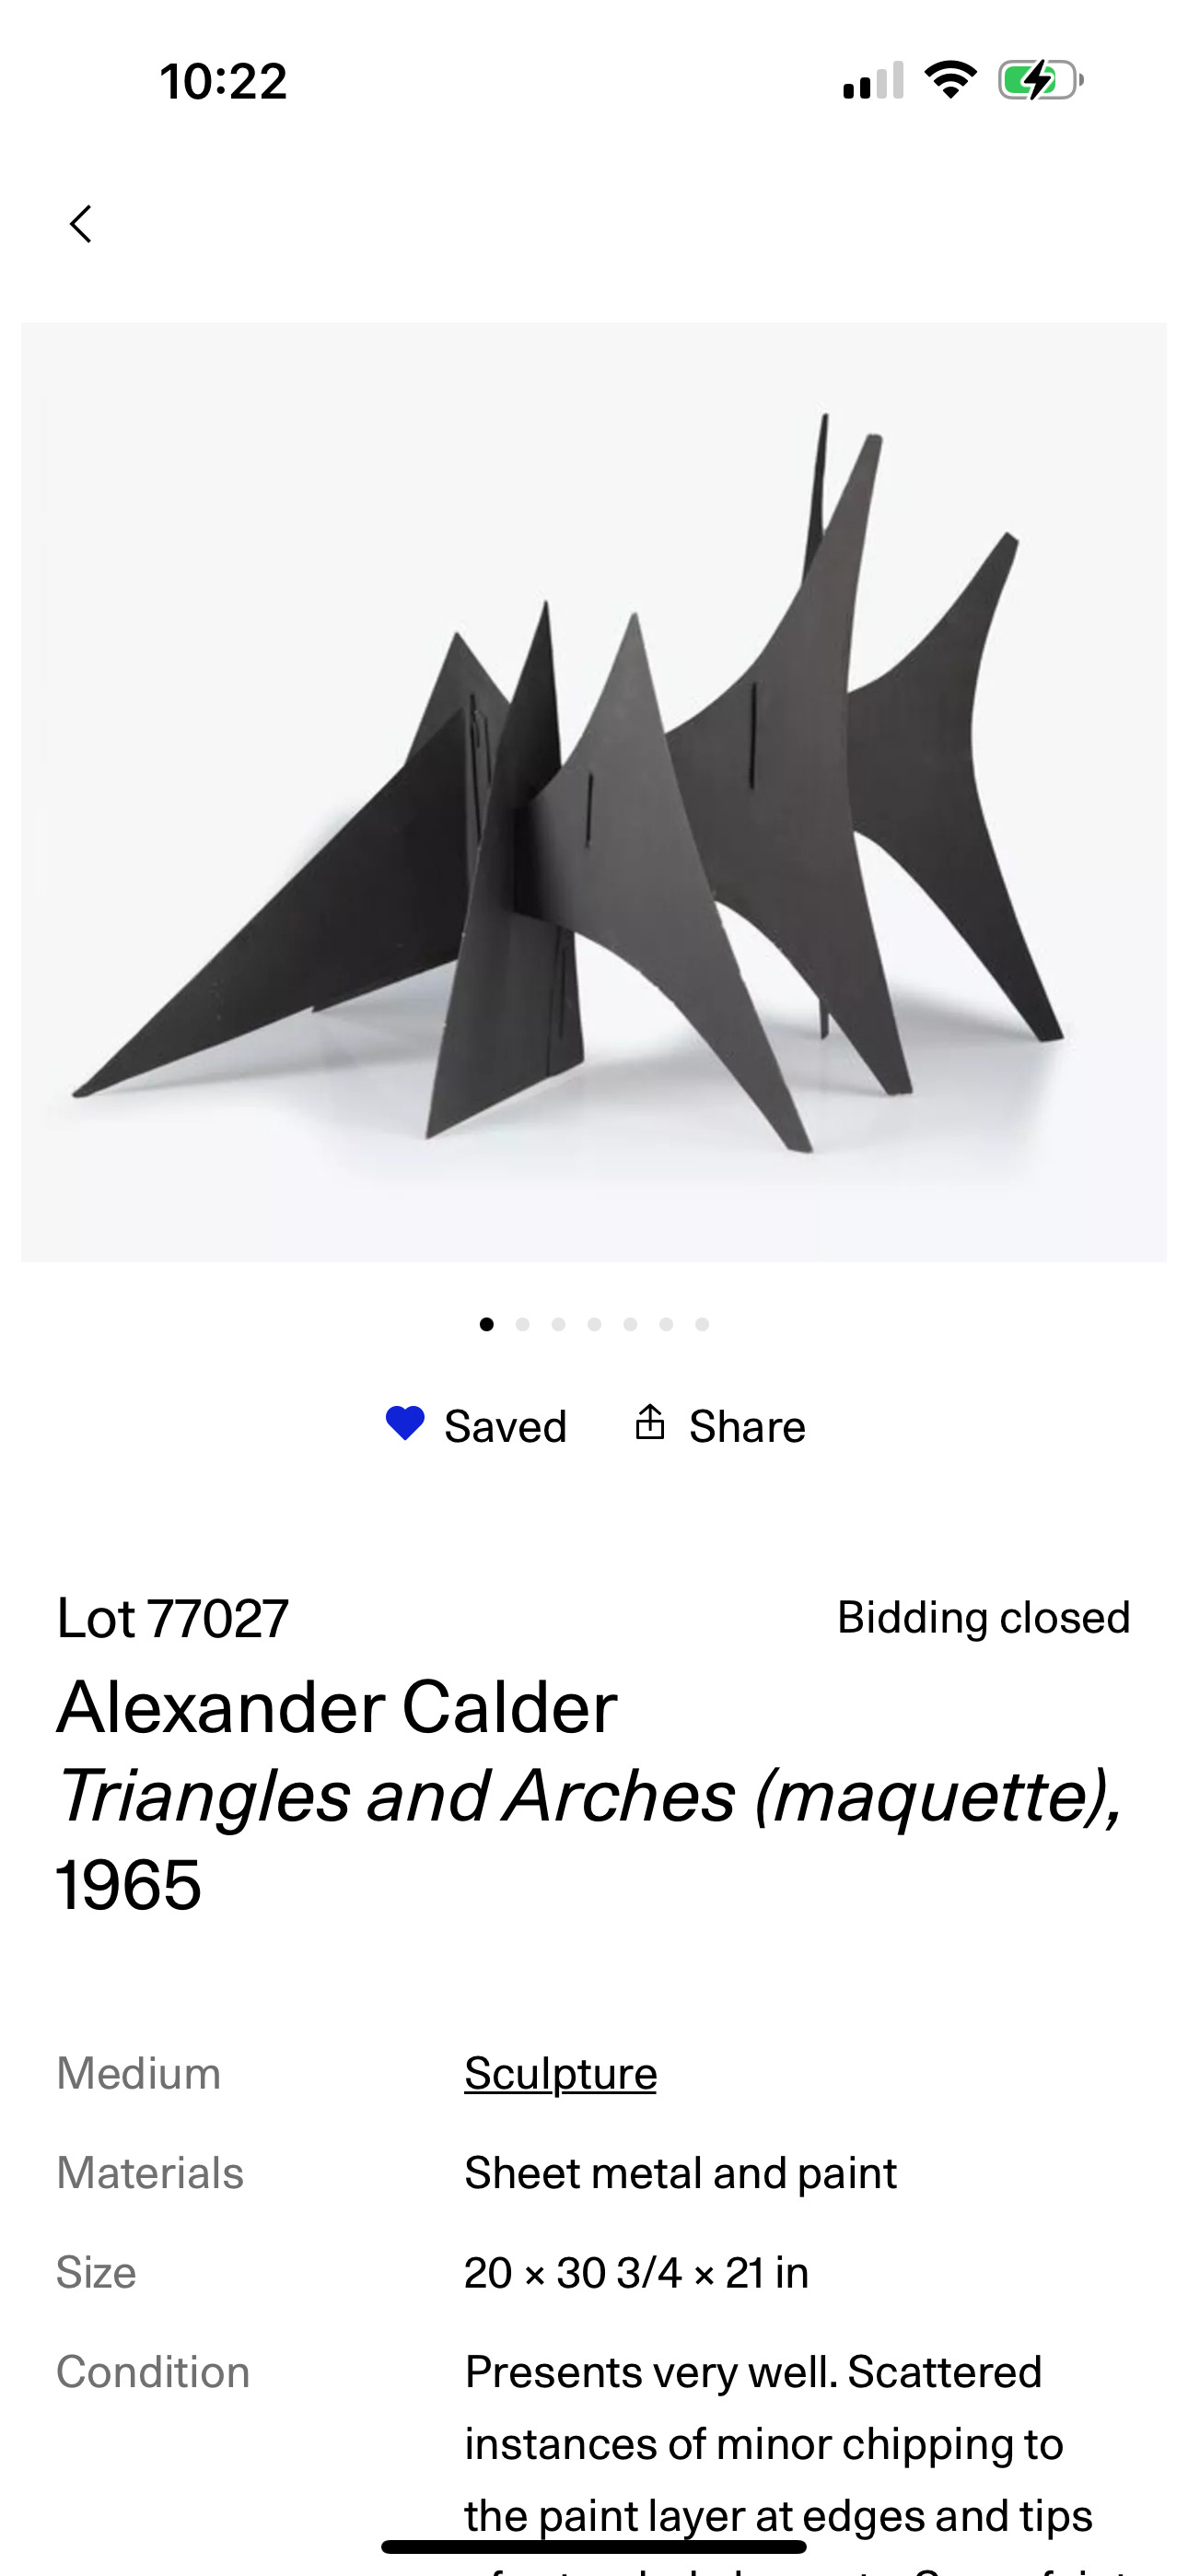 10:22
Saved
Share
Lot 77027
Bidding closed
Alexander Calder
Triangles and Arches (maquette),
1965
Medium
Sculpture
Materials
Sheet metal and paint
Size
20 × 30 3/4 × 21 in
Condition
Presents very well. Scattered
instances of minor chipping to
the paint layer at edges and tips